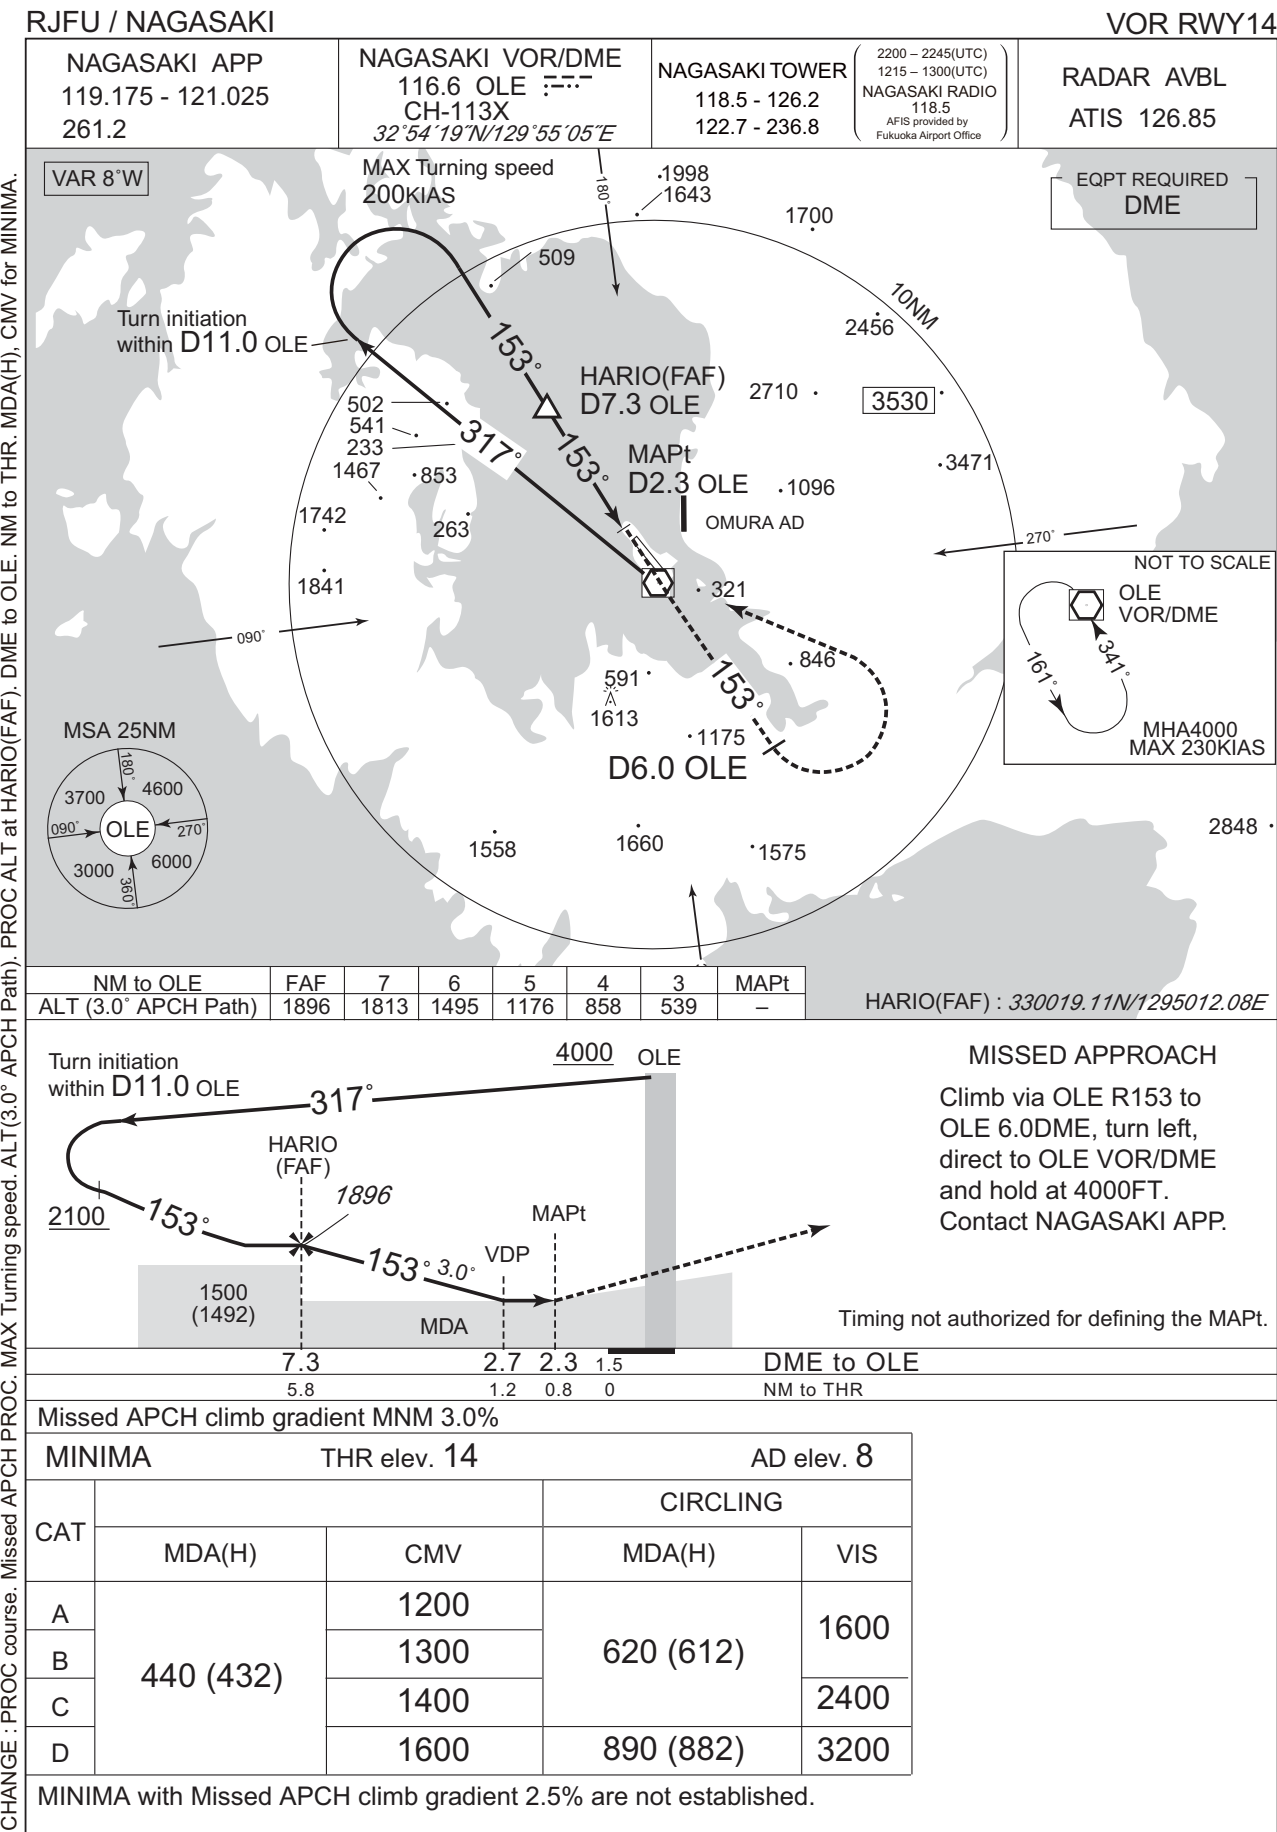 RJFU / NAGASAKI
VOR RWY14
NAGASAKI APP
119.175 - 121.025
261.2
NAGASAKI VOR/DME
116.6 OLE
CH-113X
32°54´19˝N/129°55´05˝E
NAGASAKI TOWER
118.5 - 126.2
122.7 - 236.8
2200 – 2245(UTC)
1215 – 1300(UTC)
NAGASAKI RADIO
118.5
AFIS provided by
Fukuoka Airport Office
RADAR AVBL
ATIS 126.85
VAR 8°W
MAX Turning speed
200KIAS
180°
1998
1643
1700
EQPT REQUIRED
DME
509
10NM
2456
Turn initiation
within D11.0 OLE
153°
HARIO(FAF)
D7.3 OLE
2710
3530
502
541
233
1467
853
317°
153°
MAPt
D2.3 OLE
1096
3471
1742
263
OMURA AD
270°
1841
321
NOT TO SCALE
OLE
VOR/DME
161°
341°
MHA4000
MAX 230KIAS
090°
846
591
1613
153°
1175
D6.0 OLE
MSA 25NM
180°
3700
4600
090°
OLE
270°
3000
6000
360°
1558
1660
1575
2848
NM to OLE FAF 7 6 5 4 3 MAPt
ALT (3.0° APCH Path) 1896 1813 1495 1176 858 539 –
HARIO(FAF) : 330019.11N/1295012.08E
Turn initiation
within D11.0 OLE
4000 OLE
317°
HARIO
(FAF)
1896
2100
153°
MAPt
VDP
153° 3.0°
1500
(1492)
MDA
MISSED APPROACH
Climb via OLE R153 to
OLE 6.0DME, turn left,
direct to OLE VOR/DME
and hold at 4000FT.
Contact NAGASAKI APP.
Timing not authorized for defining the MAPt.
7.3 2.7 2.3 1.5 DME to OLE
5.8 1.2 0.8 0 NM to THR
Missed APCH climb gradient MNM 3.0%
MINIMA THR elev. 14 AD elev. 8
CAT
CIRCLING
MDA(H) CMV MDA(H) VIS
A 1200
B 1300
440 (432)
620 (612)
1600
C 1400 2400
D 1600 890 (882) 3200
MINIMA with Missed APCH climb gradient 2.5% are not established.
CHANGE : PROC course. Missed APCH PROC. MAX Turning speed. ALT(3.0° APCH Path). PROC ALT at HARIO(FAF). DME to OLE. NM to THR. MDA(H), CMV for MINIMA.